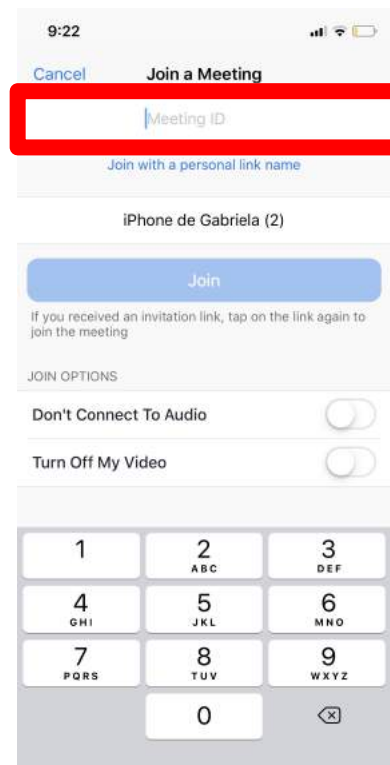 9:22
Cancel Join a Meeting
Meeting ID
Join with a personal link name
iPhone de Gabriela (2)
Join
If you received an invitation link, tap on the link again to
join the meeting
JOIN OPTIONS
Don't Connect To Audio
Turn Off My Video
1 2 3
ABC DEF
4 5 6
GHI JKL MNO
7 8 9
PQRS TUV WXYZ
0